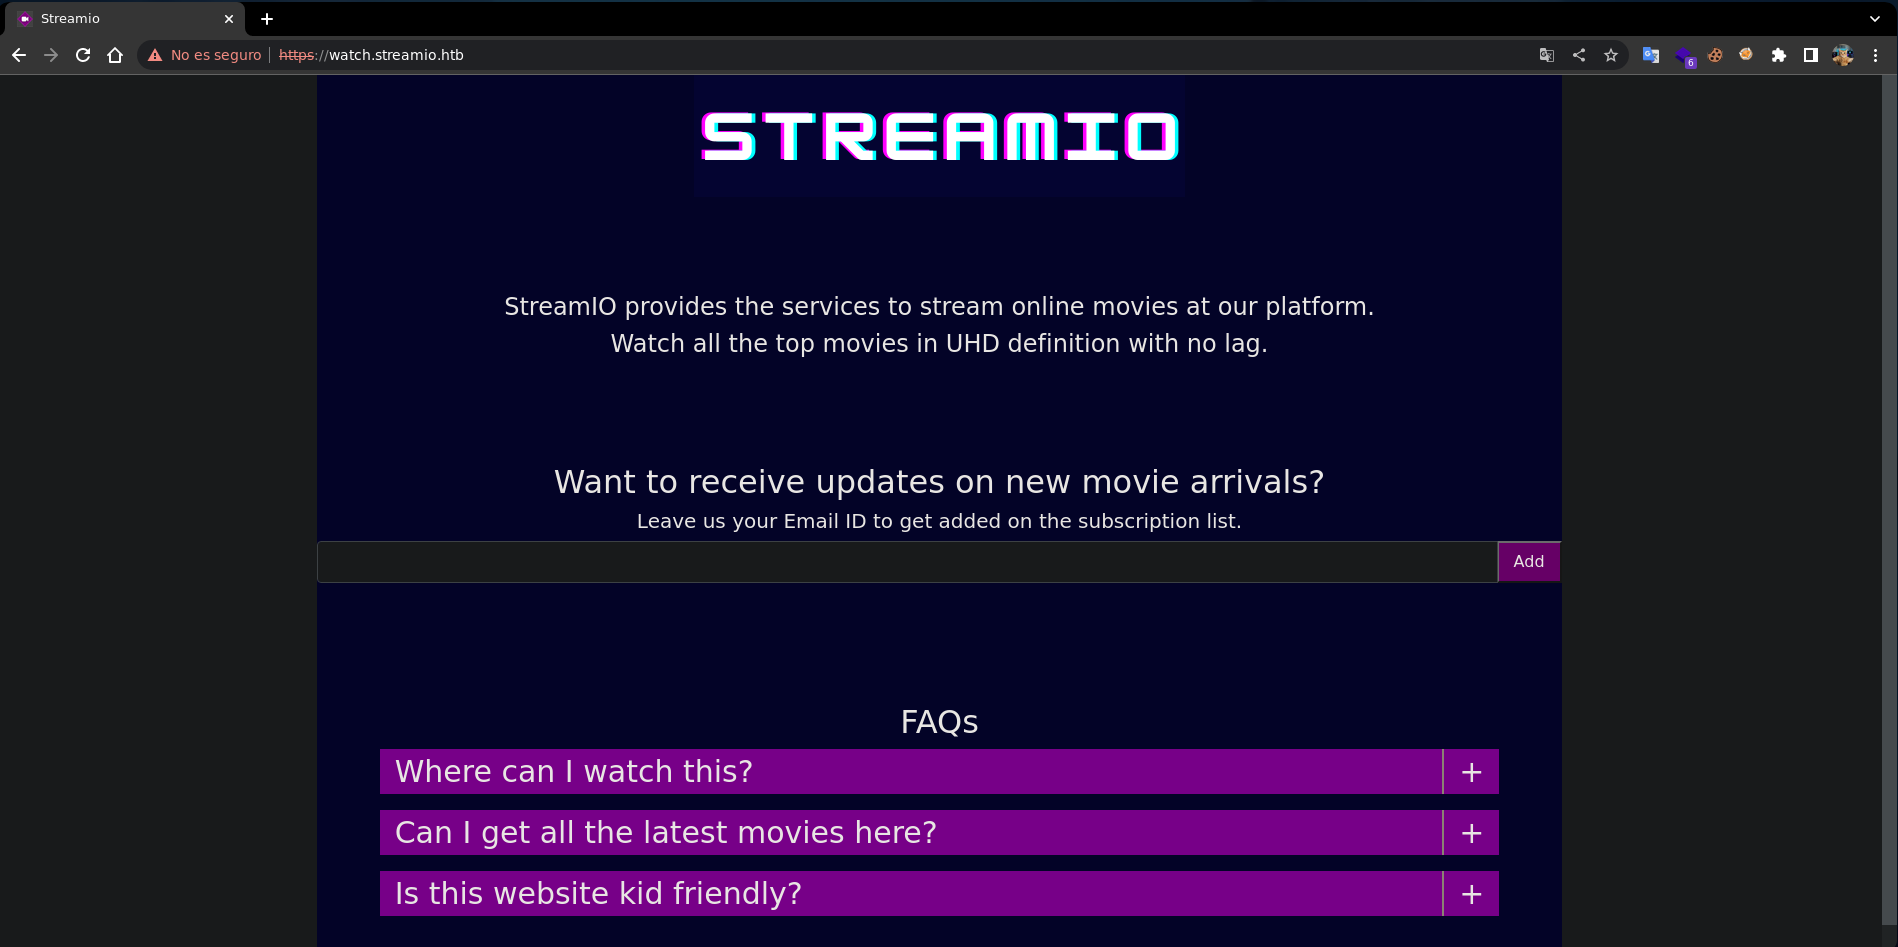 Streamio
No es seguro
https://watch.streamio.htb
6
STREAMIO
StreamIO provides the services to stream online movies at our platform.
Watch all the top movies in UHD definition with no lag.
Want to receive updates on new movie arrivals?
Leave us your Email ID to get added on the subscription list.
Add
FAQs
Where can I watch this? +
Can I get all the latest movies here? +
Is this website kid friendly? +